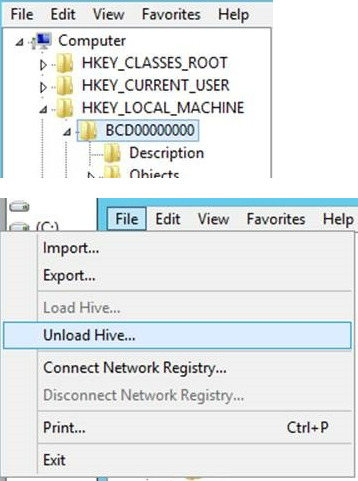 File Edit View Favorites Help
Computer
HKEY_CLASSES_ROOT
HKEY_CURRENT_USER
HKEY_LOCAL_MACHINE
BCD00000000
Description
Objects
(C:)
File Edit View Favorites Help
Import...
Export...
Load Hive...
Unload Hive...
Connect Network Registry...
Disconnect Network Registry...
Print... Ctrl+P
Exit